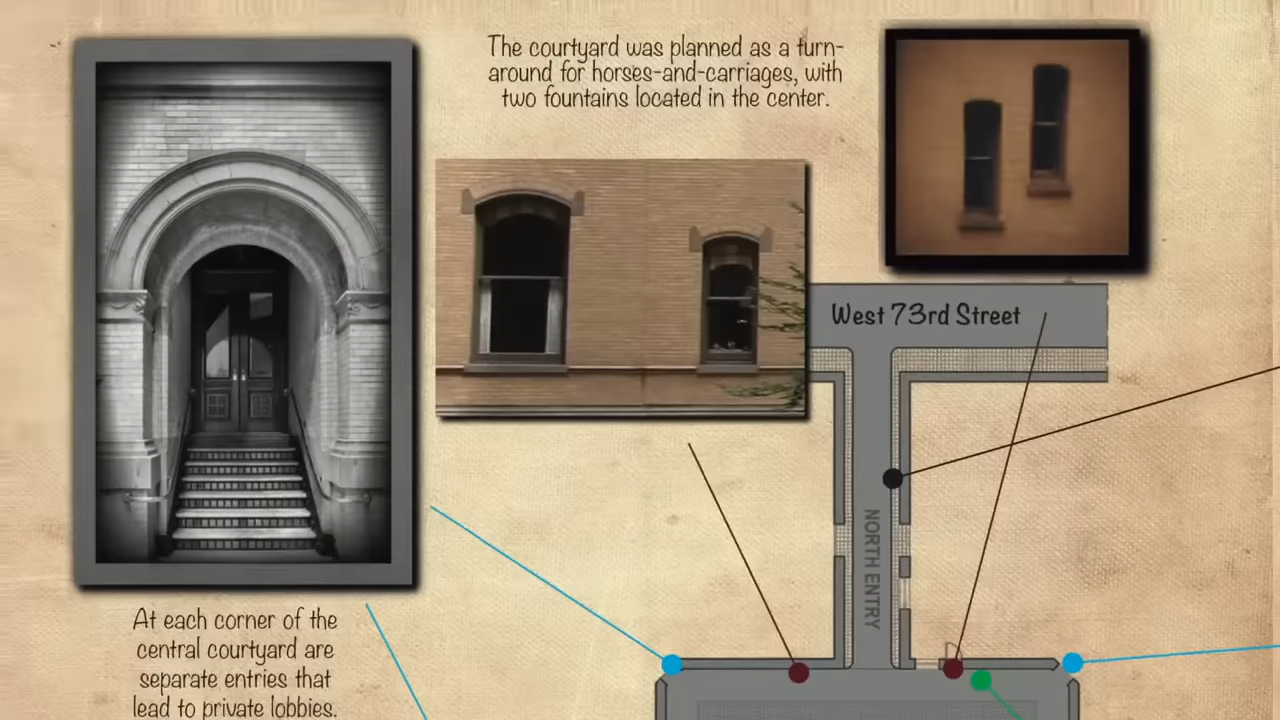 The courtyard was planned as a turn-
around for horses-and-carriages, with
two fountains located in the center.
West 73rd Street
NORTH ENTRY
At each corner of the
central courtyard are
separate entries that
lead to private lobbies.